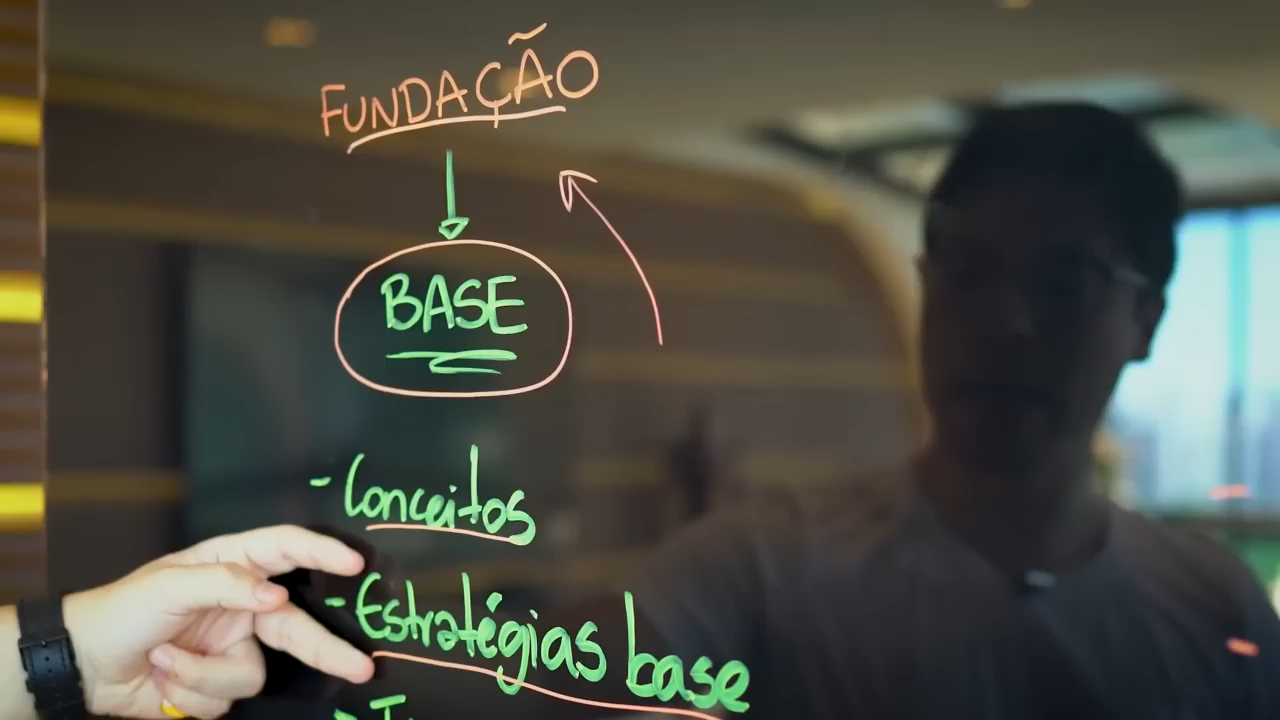 FUNDAÇÃO
BASE
- Conceitos
- Estratégias base